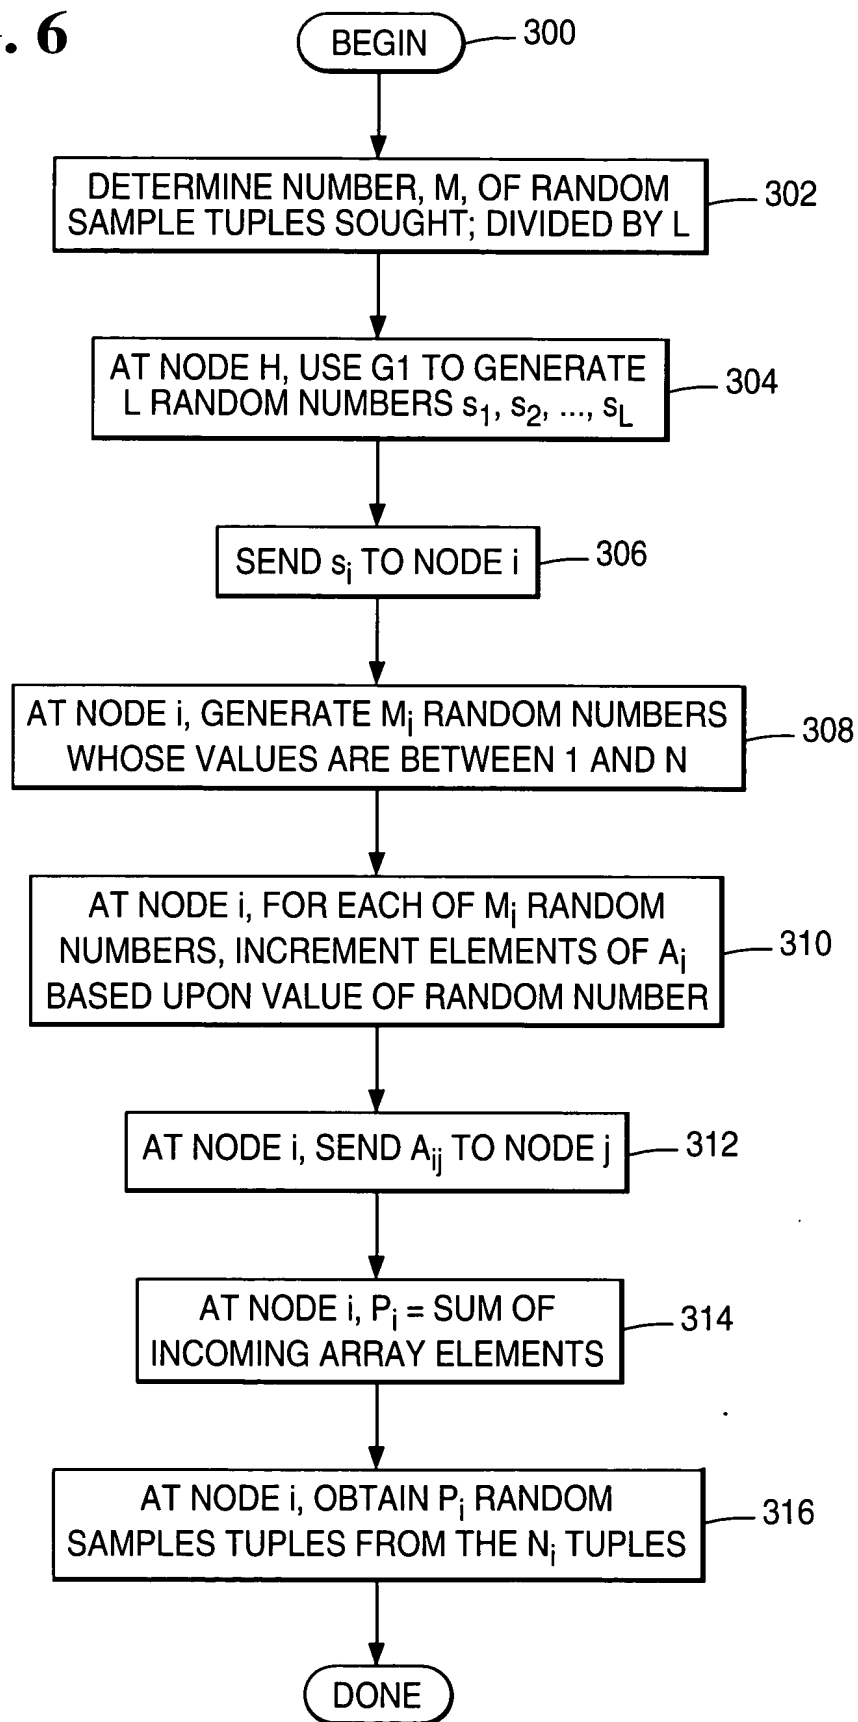 . 6
BEGIN
300
DETERMINE NUMBER, M, OF RANDOM
SAMPLE TUPLES SOUGHT; DIVIDED BY L
302
AT NODE H, USE G1 TO GENERATE
L RANDOM NUMBERS s1, s2, ..., sL
304
SEND si TO NODE i
306
AT NODE i, GENERATE Mi RANDOM NUMBERS
WHOSE VALUES ARE BETWEEN 1 AND N
308
AT NODE i, FOR EACH OF Mi RANDOM
NUMBERS, INCREMENT ELEMENTS OF Ai
BASED UPON VALUE OF RANDOM NUMBER
310
AT NODE i, SEND Aij TO NODE j
312
AT NODE i, Pi = SUM OF
INCOMING ARRAY ELEMENTS
314
AT NODE i, OBTAIN Pi RANDOM
SAMPLES TUPLES FROM THE Ni TUPLES
316
DONE